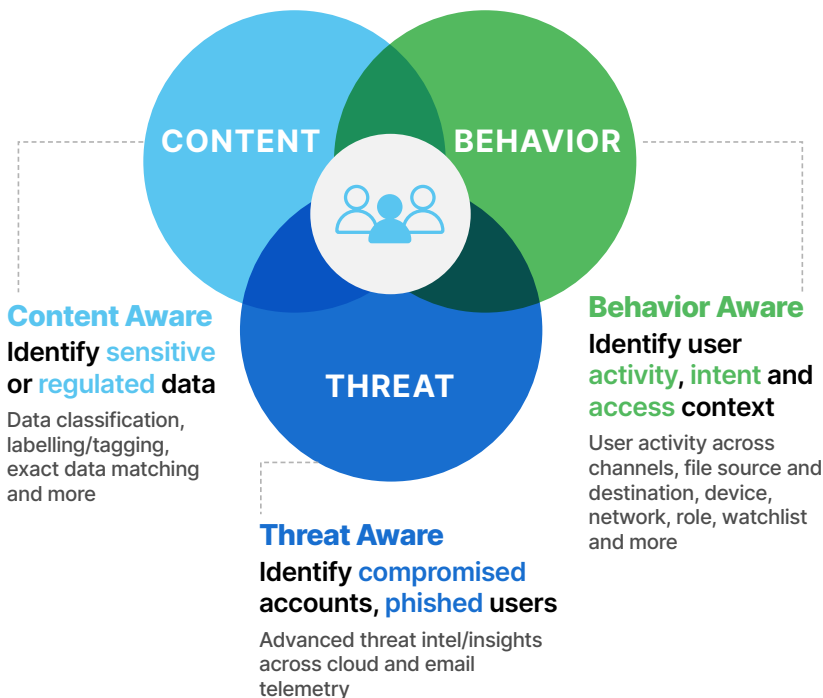 CONTENT
BEHAVIOR
THREAT
Content Aware
Identify sensitive
or regulated data
Data classification,
labelling/tagging,
exact data matching
and more
Behavior Aware
Identify user
activity, intent and
access context
User activity across
channels, file source and
destination, device,
network, role, watchlist
and more
Threat Aware
Identify compromised
accounts, phished users
Advanced threat intel/insights
across cloud and email
telemetry